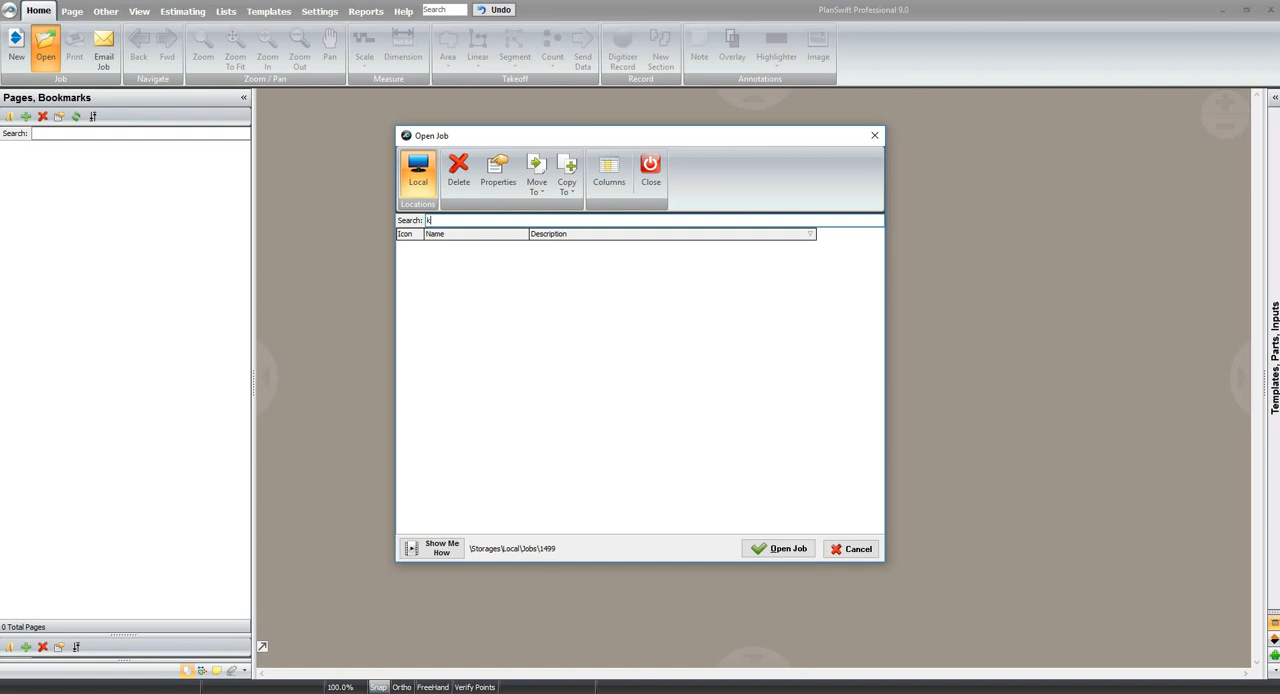 Home Page Other View Estimating Lists Templates Settings Reports Help Search Undo PlanSwift Professional 9.0
New Open Print Email Job Back Fwd Zoom Zoom To Fit Zoom In Zoom Out Pan Scale Dimension Area Linear Segment Count Send Data Digitizer Record New Section Note Overlay Highlighter Image
Job Navigate Zoom / Pan Measure Takeoff Record Annotations
Pages, Bookmarks
Search:
Open Job
Local Delete Properties Move To Copy To Columns Close
Locations
Search: k
Icon Name Description
Show Me How \Storages\Local\Jobs\1499 Open Job Cancel
Templates, Parts, Inputs
0 Total Pages
100.0% Snap Ortho FreeHand Verify Points